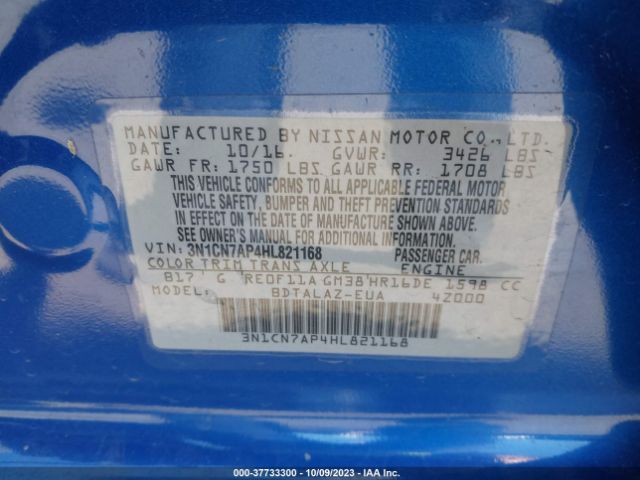 MANUFACTURED BY NISSAN MOTOR CO., LTD.
DATE: 10/16. GVWR: 3426 LBS
GAWR FR: 1750 LBS GAWR RR: 1708 LBS
THIS VEHICLE CONFORMS TO ALL APPLICABLE FEDERAL MOTOR
VEHICLE SAFETY, BUMPER AND THEFT PREVENTION STANDARDS
IN EFFECT ON THE DATE OF MANUFACTURE SHOWN ABOVE.
SEE OWNER'S MANUAL FOR ADDITIONAL INFORMATION.
VIN: 3N1CN7AP4HL821168 PASSENGER CAR.
COLOR TRIM TRANS AXLE ENGINE
B17 G RE0F11A GM38 HR16DE 1598 CC
MODEL: BDTALAZ-EUA 4Z000
3N1CN7AP4HL821168
000-37733300 - 10/09/2023 - IAA Inc.